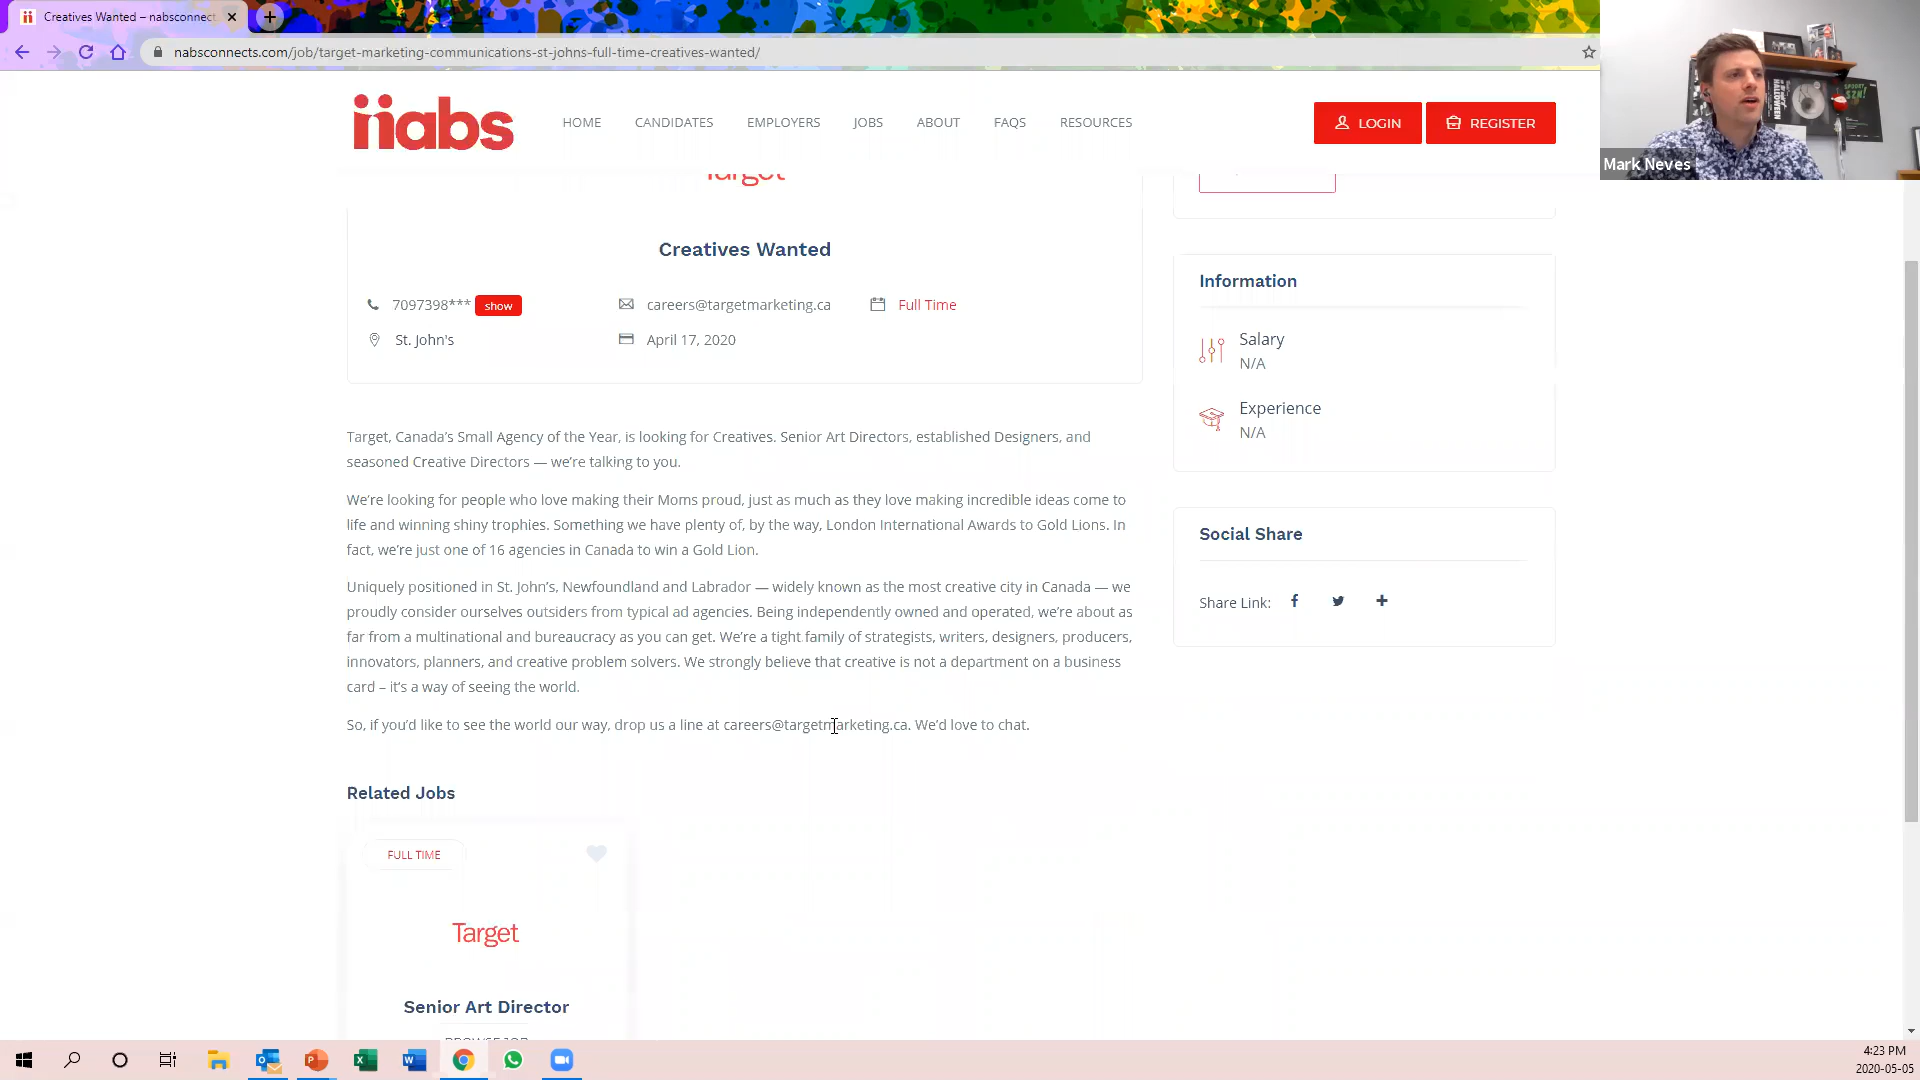 Creatives Wanted – nabsconnect
nabsconnects.com/job/target-marketing-communications-st-johns-full-time-creatives-wanted/
nabs
HOME
CANDIDATES
EMPLOYERS
JOBS
ABOUT
FAQS
RESOURCES
LOGIN
REGISTER
Mark Neves
Target
Creatives Wanted
7097398*** show
careers@targetmarketing.ca
Full Time
St. John's
April 17, 2020
Information
Salary
N/A
Experience
N/A
Target, Canada's Small Agency of the Year, is looking for Creatives. Senior Art Directors, established Designers, and
seasoned Creative Directors — we're talking to you.
We're looking for people who love making their Moms proud, just as much as they love making incredible ideas come to
life and winning shiny trophies. Something we have plenty of, by the way, London International Awards to Gold Lions. In
fact, we're just one of 16 agencies in Canada to win a Gold Lion.
Uniquely positioned in St. John's, Newfoundland and Labrador — widely known as the most creative city in Canada — we
proudly consider ourselves outsiders from typical ad agencies. Being independently owned and operated, we're about as
far from a multinational and bureaucracy as you can get. We're a tight family of strategists, writers, designers, producers,
innovators, planners, and creative problem solvers. We strongly believe that creative is not a department on a business
card – it's a way of seeing the world.
So, if you'd like to see the world our way, drop us a line at careers@targetmarketing.ca. We'd love to chat.
Social Share
Share Link:
Related Jobs
FULL TIME
Target
Senior Art Director
BROWSE JOB
4:23 PM
2020-05-05